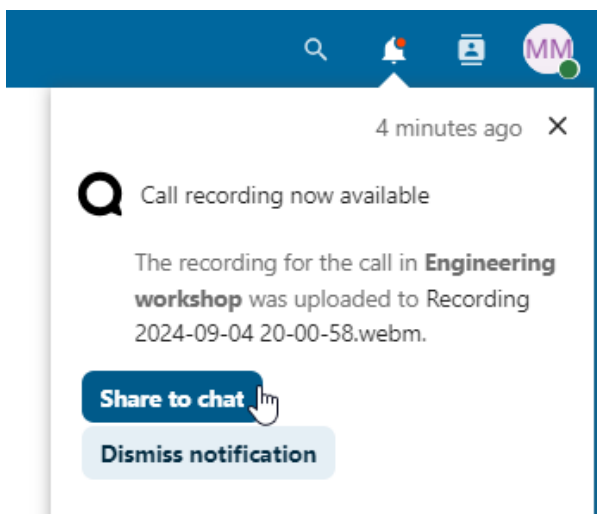 MM
4 minutes ago
Call recording now available
The recording for the call in Engineering
workshop was uploaded to Recording
2024-09-04 20-00-58.webm.
Share to chat
Dismiss notification